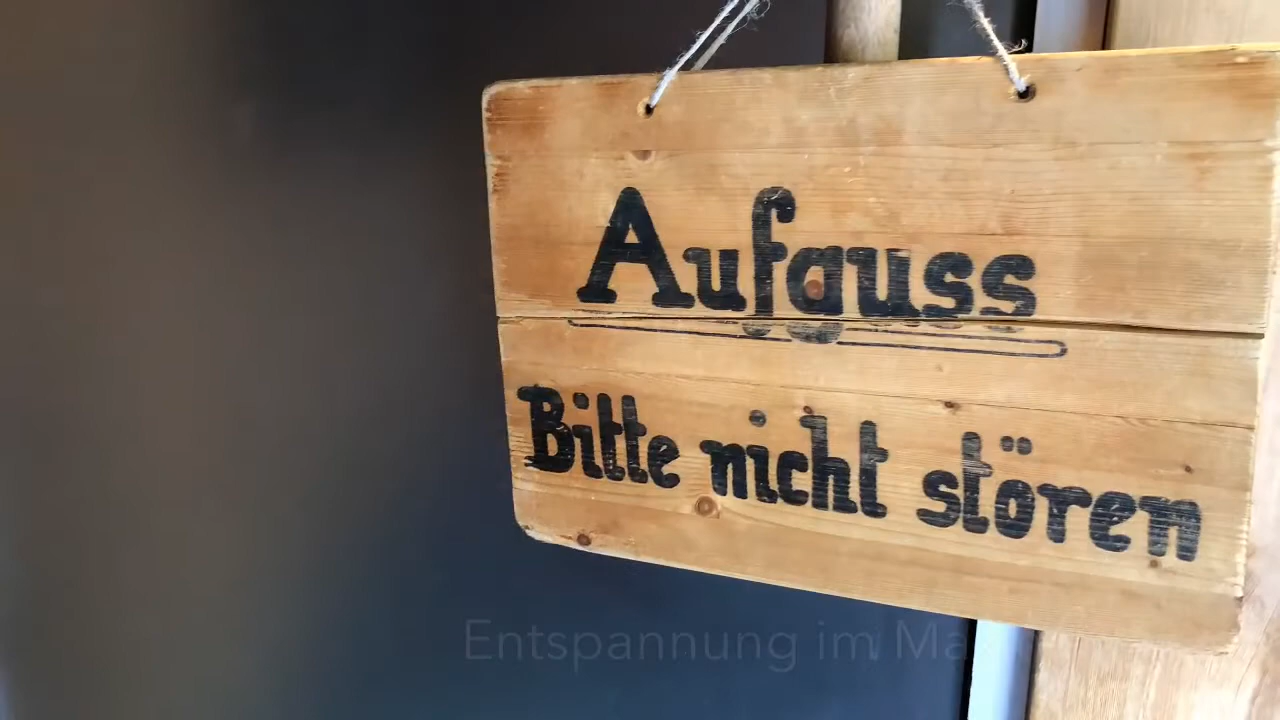 Aufguss
Bitte nicht stören
Entspannung im